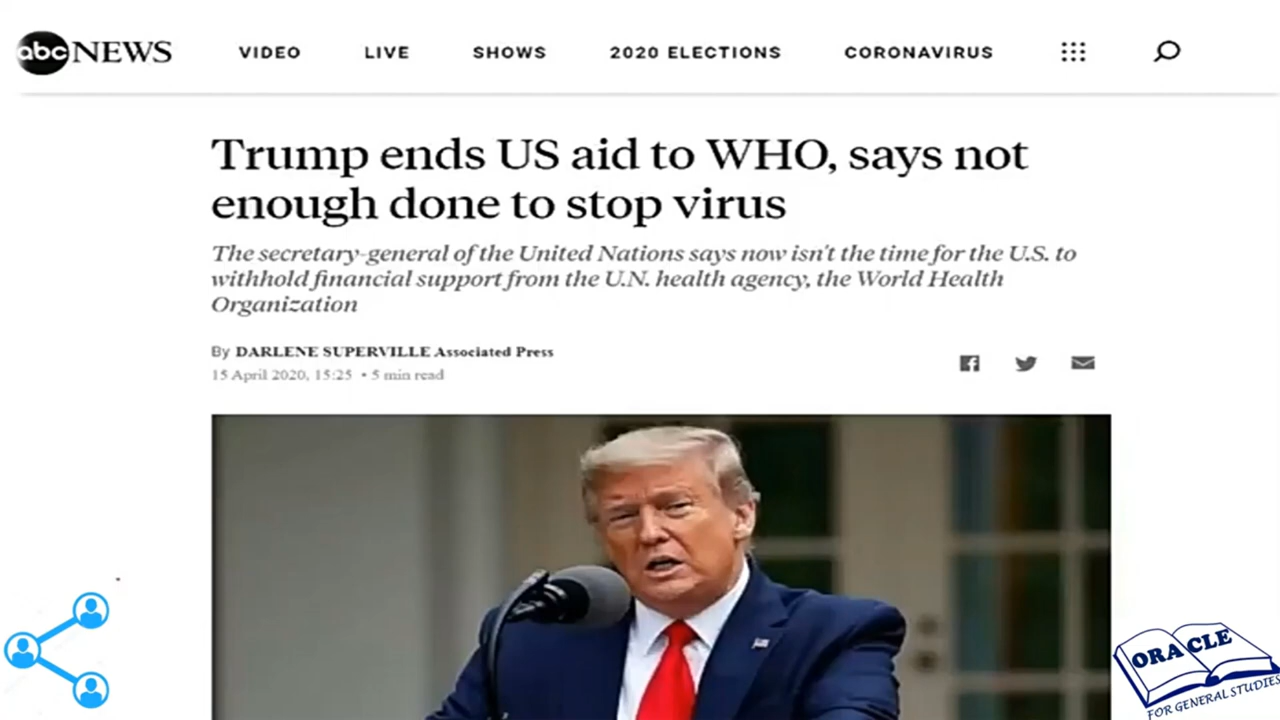 abc NEWS VIDEO LIVE SHOWS 2020 ELECTIONS CORONAVIRUS
Trump ends US aid to WHO, says not
enough done to stop virus
The secretary-general of the United Nations says now isn't the time for the U.S. to
withhold financial support from the U.N. health agency, the World Health
Organization
By DARLENE SUPERVILLE Associated Press
15 April 2020, 15:25 • 5 min read
ORACLE
FOR GENERAL STUDIES